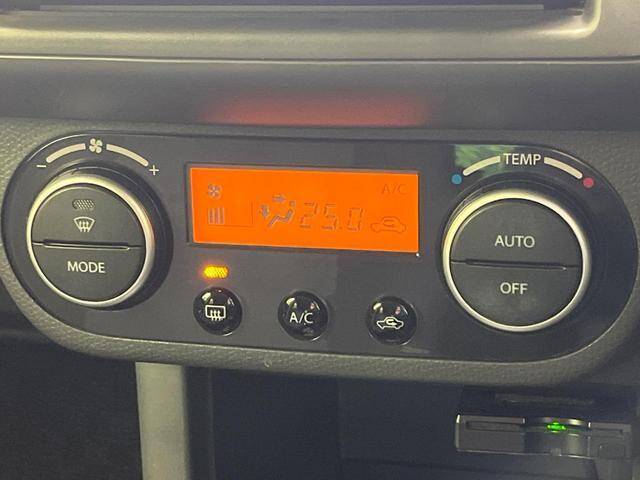 - +
TEMP
A/C
25.0
MODE
AUTO
OFF
A/C